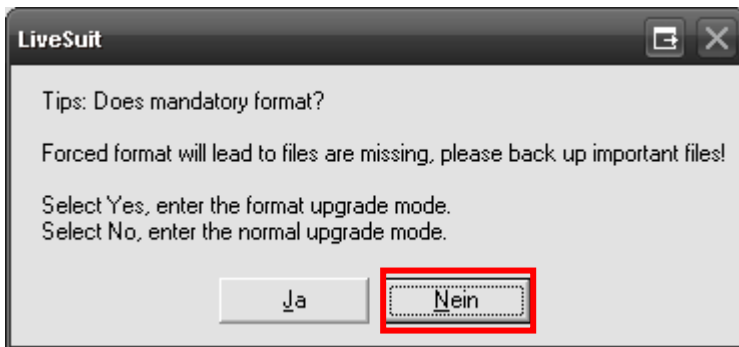 LiveSuit
Tips: Does mandatory format?
Forced format will lead to files are missing, please back up important files!
Select Yes, enter the format upgrade mode.
Select No, enter the normal upgrade mode.
Ja
Nein